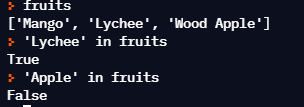 > fruits
['Mango', 'Lychee', 'Wood Apple']
> 'Lychee' in fruits
True
> 'Apple' in fruits
False